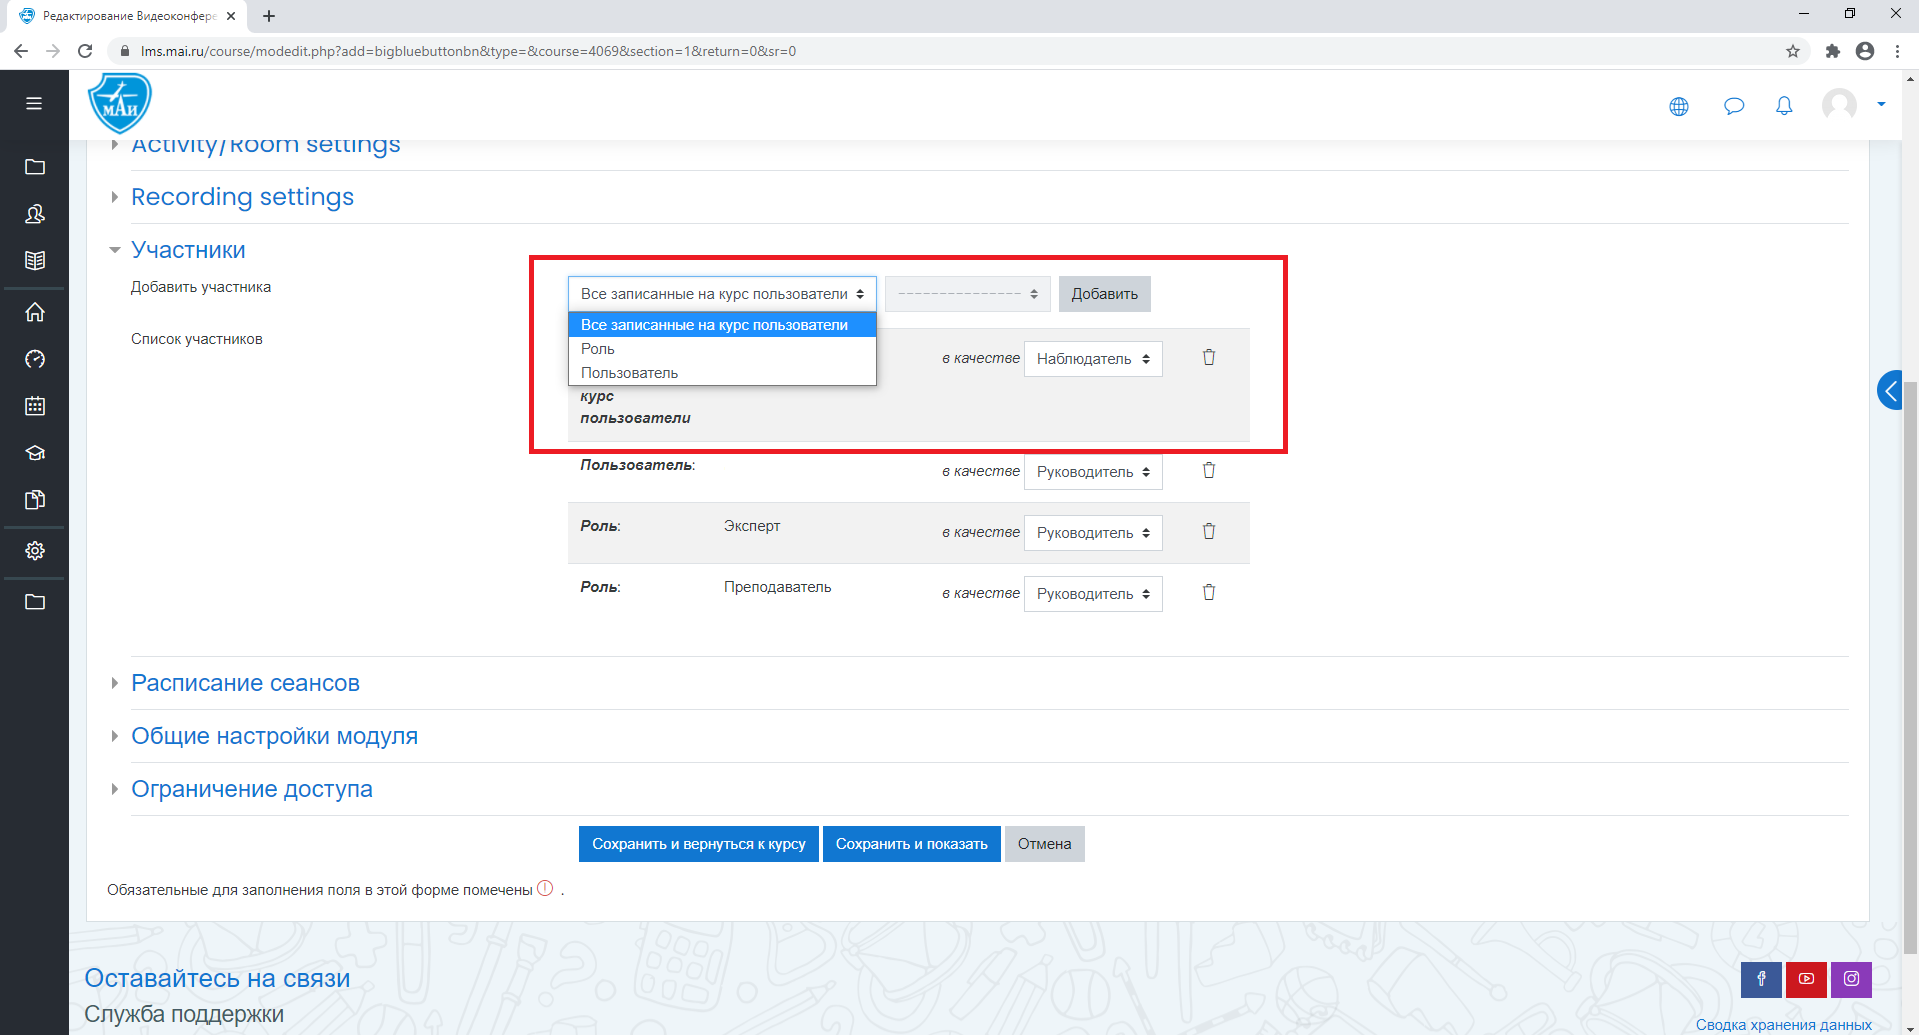 Редактирование Видеоконфере
lms.mai.ru/course/modedit.php?add=bigbluebuttonbn&type=&course=4069&section=1&return=0&sr=0
МАИ
Activity/Room settings
Recording settings
Участники
Добавить участника
Все записанные на курс пользователи
---------------
Добавить
Все записанные на курс пользователи
Роль
Пользователь
Список участников
курс
пользователи
в качестве
Наблюдатель
Пользователь:
в качестве
Руководитель
Роль:
Эксперт
в качестве
Руководитель
Роль:
Преподаватель
в качестве
Руководитель
Расписание сеансов
Общие настройки модуля
Ограничение доступа
Сохранить и вернуться к курсу
Сохранить и показать
Отмена
Обязательные для заполнения поля в этой форме помечены .
Оставайтесь на связи
Служба поддержки
Сводка хранения данных